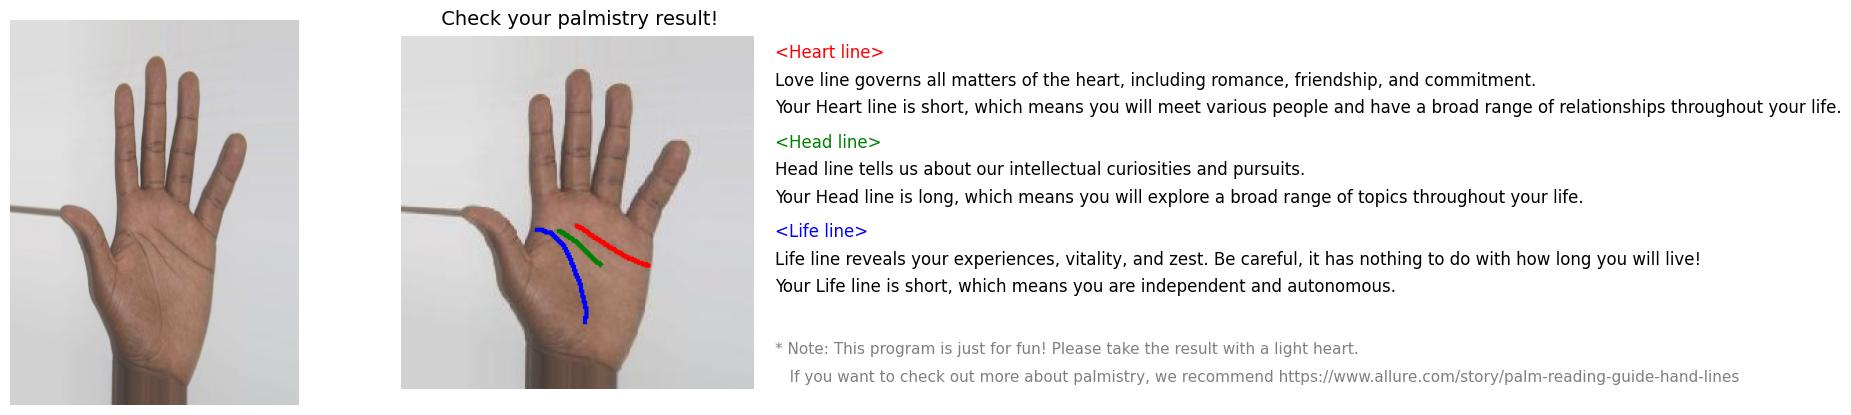 Check your palmistry result!
<Heart line>
Love line governs all matters of the heart, including romance, friendship, and commitment.
Your Heart line is short, which means you will meet various people and have a broad range of relationships throughout your life.
<Head line>
Head line tells us about our intellectual curiosities and pursuits.
Your Head line is long, which means you will explore a broad range of topics throughout your life.
<Life line>
Life line reveals your experiences, vitality, and zest. Be careful, it has nothing to do with how long you will live!
Your Life line is short, which means you are independent and autonomous.
* Note: This program is just for fun! Please take the result with a light heart.
If you want to check out more about palmistry, we recommend https://www.allure.com/story/palm-reading-guide-hand-lines